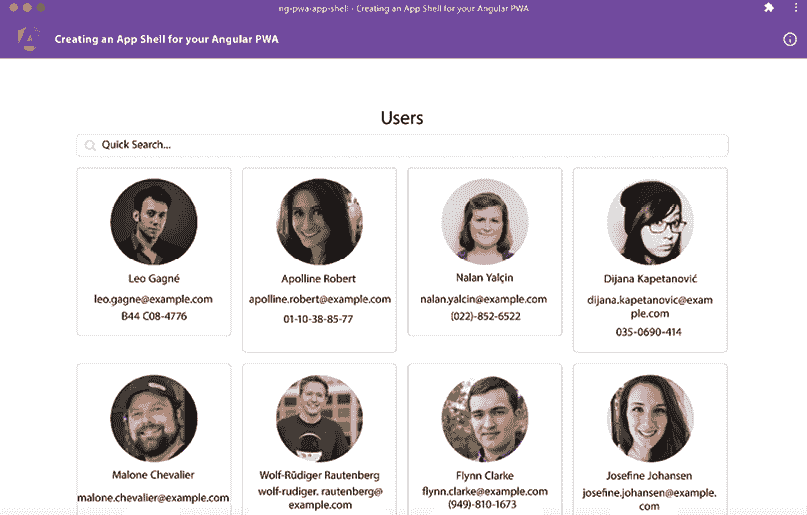 ng-pwa-app-shell - Creating an App Shell for your Angular PWA
A
Creating an App Shell for your Angular PWA
Users
Quick Search...
Leo Gagné
leo.gagne@example.com
B44 C08-4776
Apolline Robert
apolline.robert@example.com
01-10-38-85-77
Nalan Yalçin
nalan.yalcin@example.com
(022)-852-6522
Dijana Kapetanović
dijana.kapetanovic@exam
ple.com
035-0690-414
Malone Chevalier
malone.chevalier@example.com
Wolf-Rüdiger Rautenberg
wolf-rudiger. rautenberg@
example.com
Flynn Clarke
flynn.clarke@example.com
(949)-810-1673
Josefine Johansen
josefine.johansen@example.
com